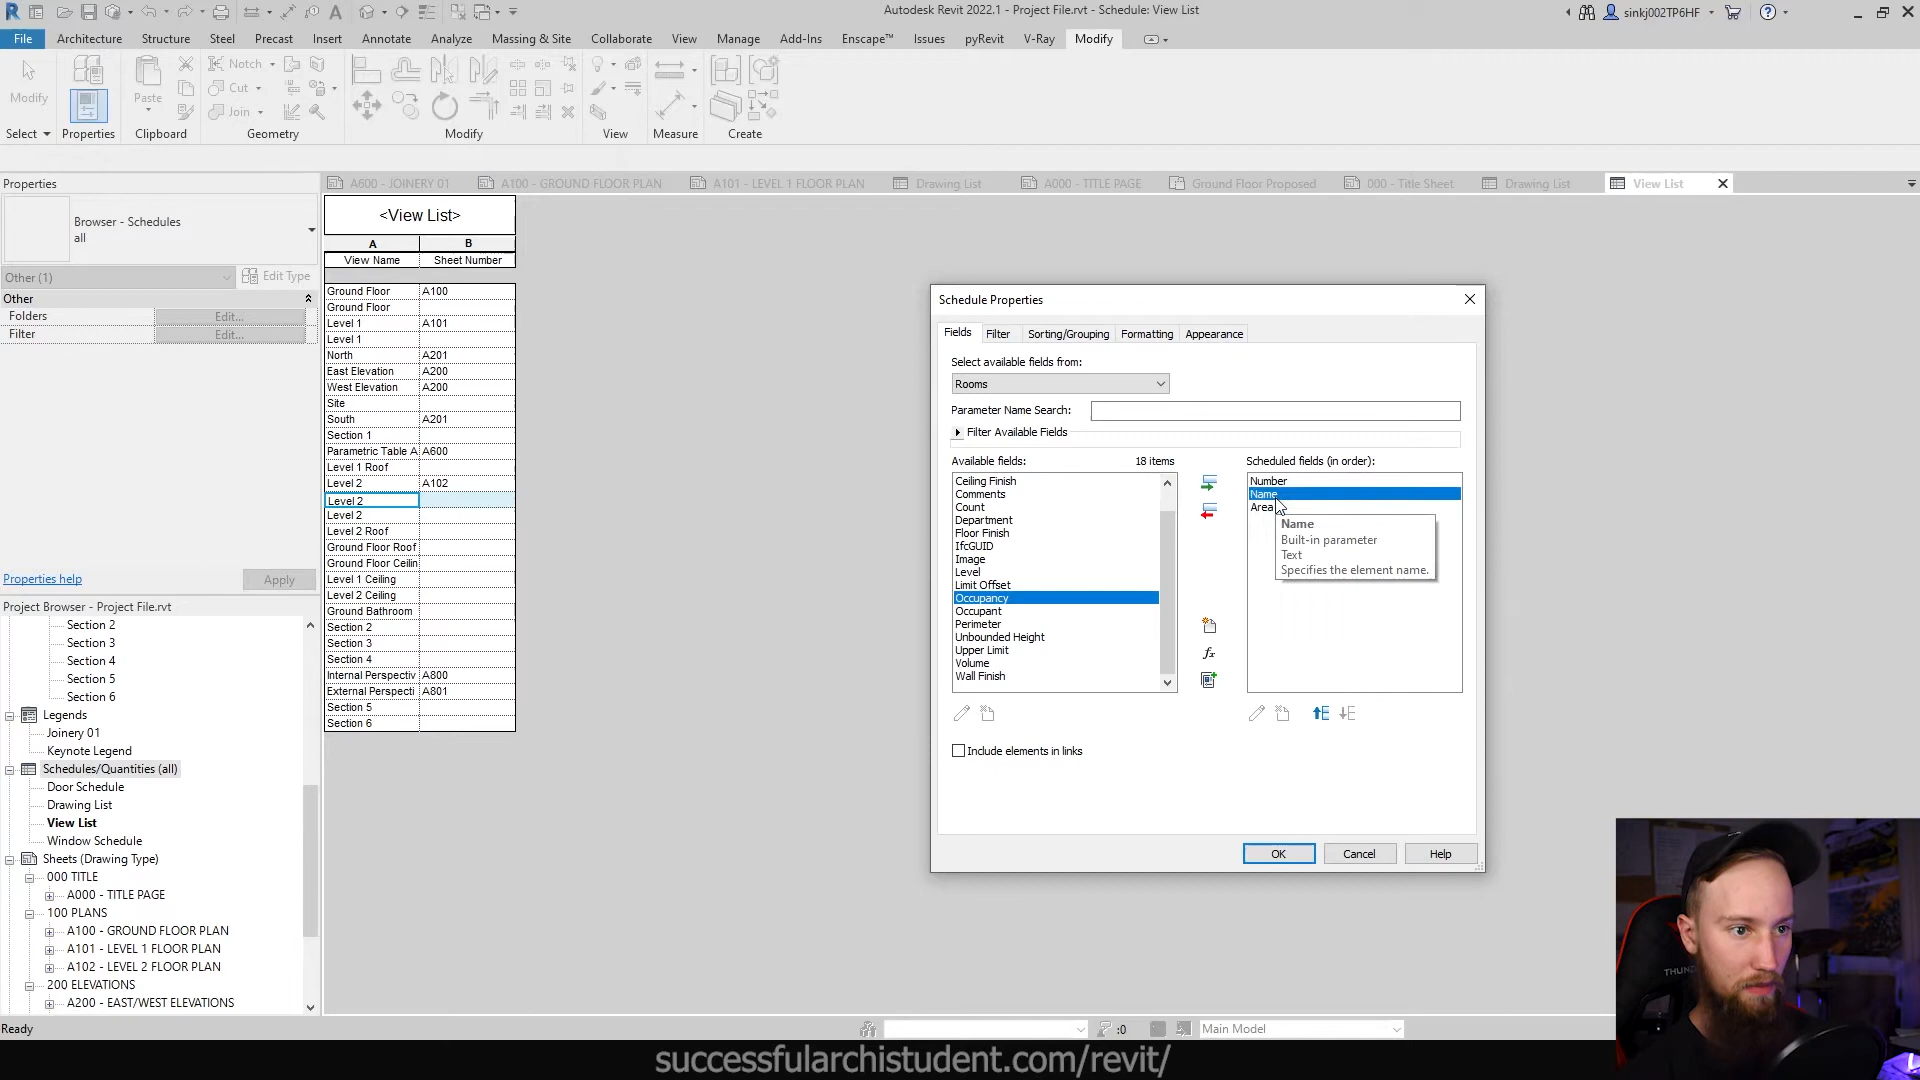 Autodesk Revit 2022.1 - Project File.rvt - Schedule: View List
sinkj002TP6HF
File Architecture Structure Steel Precast Insert Annotate Analyze Massing & Site Collaborate View Manage Add-Ins Enscape™ Issues pyRevit V-Ray Modify
Modify
Paste
Notch
Cut
Join
Select Properties Clipboard Geometry Modify View Measure Create
Properties
A600 - JOINERY 01 A100 - GROUND FLOOR PLAN A101 - LEVEL 1 FLOOR PLAN Drawing List A000 - TITLE PAGE Ground Floor Proposed 000 - Title Sheet Drawing List View List
Browser - Schedules
all
Other (1) Edit Type
Other
Folders Edit...
Filter Edit...
Properties help Apply
<View List>
A B
View Name Sheet Number
Ground Floor A100
Ground Floor
Level 1 A101
Level 1
North A201
East Elevation A200
West Elevation A200
Site
South A201
Section 1
Parametric Table A A600
Level 1 Roof
Level 2 A102
Level 2
Level 2
Level 2 Roof
Ground Floor Roof
Ground Floor Ceilin
Level 1 Ceiling
Level 2 Ceiling
Ground Bathroom
Section 2
Section 3
Section 4
Internal Perspectiv A800
External Perspecti A801
Section 5
Section 6
Project Browser - Project File.rvt
Section 2
Section 3
Section 4
Section 5
Section 6
Legends
Joinery 01
Keynote Legend
Schedules/Quantities (all)
Door Schedule
Drawing List
View List
Window Schedule
Sheets (Drawing Type)
000 TITLE
A000 - TITLE PAGE
100 PLANS
A100 - GROUND FLOOR PLAN
A101 - LEVEL 1 FLOOR PLAN
A102 - LEVEL 2 FLOOR PLAN
200 ELEVATIONS
A200 - EAST/WEST ELEVATIONS
Schedule Properties
Fields Filter Sorting/Grouping Formatting Appearance
Select available fields from:
Rooms
Parameter Name Search:
Filter Available Fields
Available fields: 18 items
Ceiling Finish
Comments
Count
Department
Floor Finish
IfcGUID
Image
Level
Limit Offset
Occupancy
Occupant
Perimeter
Unbounded Height
Upper Limit
Volume
Wall Finish
fx
Scheduled fields (in order):
Number
Name
Area
Name
Built-in parameter
Text
Specifies the element name.
Include elements in links
OK Cancel Help
Ready
:0
Main Model
successfularchistudent.com/revit/